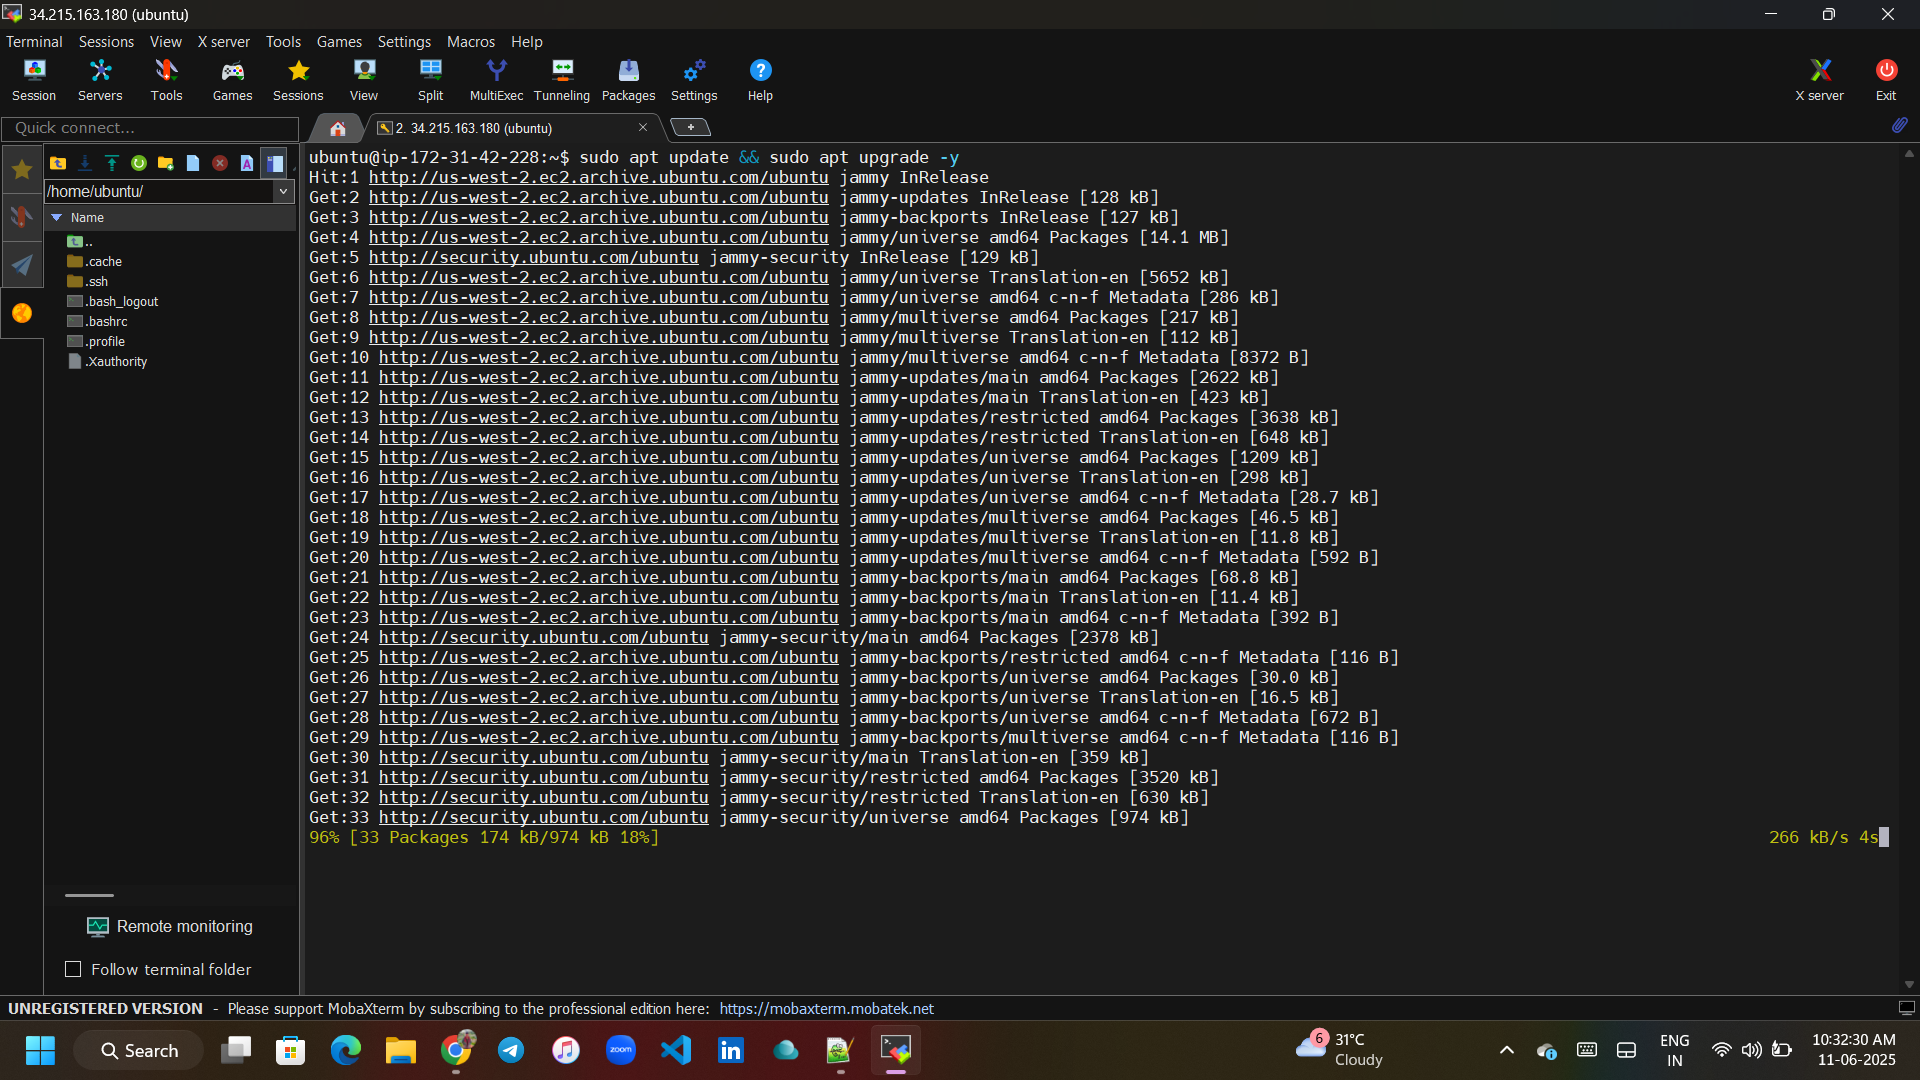 34.215.163.180 (ubuntu)
Terminal Sessions View X server Tools Games Settings Macros Help
Session Servers Tools Games Sessions View Split MultiExec Tunneling Packages Settings Help X server Exit
Quick connect...
2. 34.215.163.180 (ubuntu)
/home/ubuntu/
Name
..
.cache
.ssh
.bash_logout
.bashrc
.profile
.Xauthority
Remote monitoring
Follow terminal folder
ubuntu@ip-172-31-42-228:~$ sudo apt update && sudo apt upgrade -y
Hit:1 http://us-west-2.ec2.archive.ubuntu.com/ubuntu jammy InRelease
Get:2 http://us-west-2.ec2.archive.ubuntu.com/ubuntu jammy-updates InRelease [128 kB]
Get:3 http://us-west-2.ec2.archive.ubuntu.com/ubuntu jammy-backports InRelease [127 kB]
Get:4 http://us-west-2.ec2.archive.ubuntu.com/ubuntu jammy/universe amd64 Packages [14.1 MB]
Get:5 http://security.ubuntu.com/ubuntu jammy-security InRelease [129 kB]
Get:6 http://us-west-2.ec2.archive.ubuntu.com/ubuntu jammy/universe Translation-en [5652 kB]
Get:7 http://us-west-2.ec2.archive.ubuntu.com/ubuntu jammy/universe amd64 c-n-f Metadata [286 kB]
Get:8 http://us-west-2.ec2.archive.ubuntu.com/ubuntu jammy/multiverse amd64 Packages [217 kB]
Get:9 http://us-west-2.ec2.archive.ubuntu.com/ubuntu jammy/multiverse Translation-en [112 kB]
Get:10 http://us-west-2.ec2.archive.ubuntu.com/ubuntu jammy/multiverse amd64 c-n-f Metadata [8372 B]
Get:11 http://us-west-2.ec2.archive.ubuntu.com/ubuntu jammy-updates/main amd64 Packages [2622 kB]
Get:12 http://us-west-2.ec2.archive.ubuntu.com/ubuntu jammy-updates/main Translation-en [423 kB]
Get:13 http://us-west-2.ec2.archive.ubuntu.com/ubuntu jammy-updates/restricted amd64 Packages [3638 kB]
Get:14 http://us-west-2.ec2.archive.ubuntu.com/ubuntu jammy-updates/restricted Translation-en [648 kB]
Get:15 http://us-west-2.ec2.archive.ubuntu.com/ubuntu jammy-updates/universe amd64 Packages [1209 kB]
Get:16 http://us-west-2.ec2.archive.ubuntu.com/ubuntu jammy-updates/universe Translation-en [298 kB]
Get:17 http://us-west-2.ec2.archive.ubuntu.com/ubuntu jammy-updates/universe amd64 c-n-f Metadata [28.7 kB]
Get:18 http://us-west-2.ec2.archive.ubuntu.com/ubuntu jammy-updates/multiverse amd64 Packages [46.5 kB]
Get:19 http://us-west-2.ec2.archive.ubuntu.com/ubuntu jammy-updates/multiverse Translation-en [11.8 kB]
Get:20 http://us-west-2.ec2.archive.ubuntu.com/ubuntu jammy-updates/multiverse amd64 c-n-f Metadata [592 B]
Get:21 http://us-west-2.ec2.archive.ubuntu.com/ubuntu jammy-backports/main amd64 Packages [68.8 kB]
Get:22 http://us-west-2.ec2.archive.ubuntu.com/ubuntu jammy-backports/main Translation-en [11.4 kB]
Get:23 http://us-west-2.ec2.archive.ubuntu.com/ubuntu jammy-backports/main amd64 c-n-f Metadata [392 B]
Get:24 http://security.ubuntu.com/ubuntu jammy-security/main amd64 Packages [2378 kB]
Get:25 http://us-west-2.ec2.archive.ubuntu.com/ubuntu jammy-backports/restricted amd64 c-n-f Metadata [116 B]
Get:26 http://us-west-2.ec2.archive.ubuntu.com/ubuntu jammy-backports/universe amd64 Packages [30.0 kB]
Get:27 http://us-west-2.ec2.archive.ubuntu.com/ubuntu jammy-backports/universe Translation-en [16.5 kB]
Get:28 http://us-west-2.ec2.archive.ubuntu.com/ubuntu jammy-backports/universe amd64 c-n-f Metadata [672 B]
Get:29 http://us-west-2.ec2.archive.ubuntu.com/ubuntu jammy-backports/multiverse amd64 c-n-f Metadata [116 B]
Get:30 http://security.ubuntu.com/ubuntu jammy-security/main Translation-en [359 kB]
Get:31 http://security.ubuntu.com/ubuntu jammy-security/restricted amd64 Packages [3520 kB]
Get:32 http://security.ubuntu.com/ubuntu jammy-security/restricted Translation-en [630 kB]
Get:33 http://security.ubuntu.com/ubuntu jammy-security/universe amd64 Packages [974 kB]
96% [33 Packages 174 kB/974 kB 18%] 266 kB/s 4s
UNREGISTERED VERSION - Please support MobaXterm by subscribing to the professional edition here: https://mobaxterm.mobatek.net
Search
zoom
6
31°C
Cloudy
ENG
IN
10:32:30 AM
11-06-2025